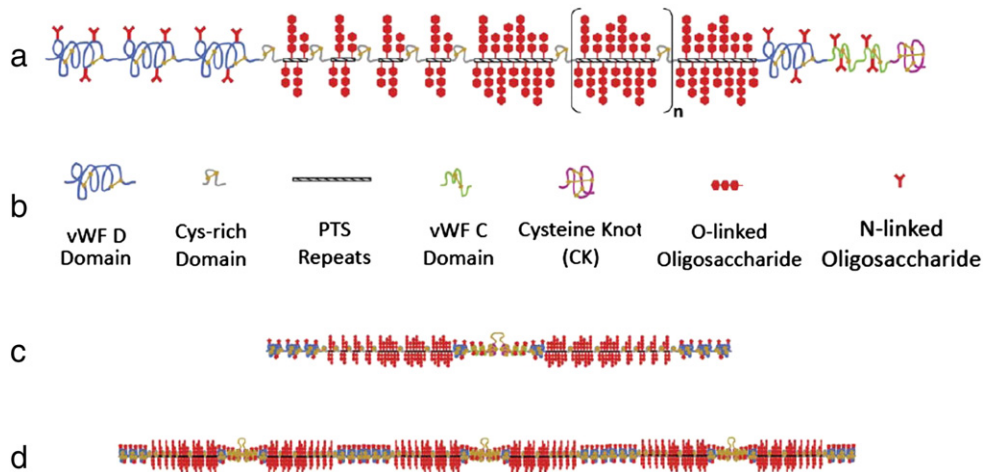 a
n
b
vWF D
Domain
Cys-rich
Domain
PTS
Repeats
vWF C
Domain
Cysteine Knot
(CK)
O-linked
Oligosaccharide
N-linked
Oligosaccharide
c
d